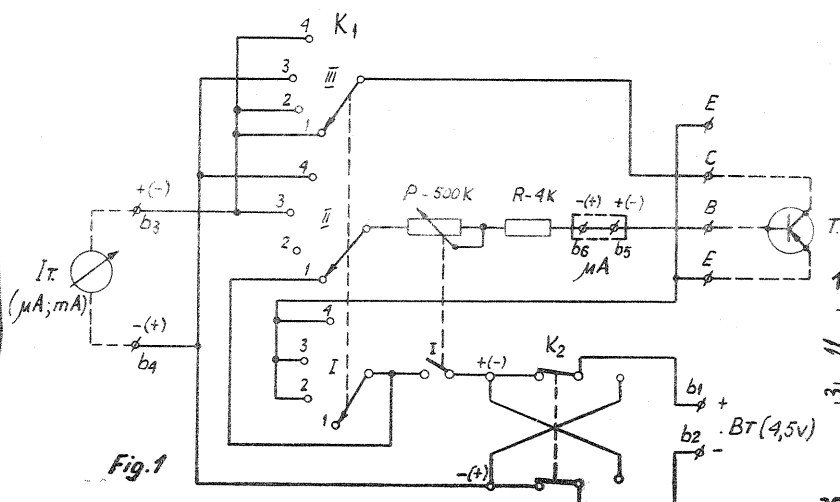 K1
4
3
III
2
1
E
C
4
P-500K
R-4K
-(+)
+(-)
+(-)
b3
3
II
B
T.
2
b6
b5
μA
1
E
IT.
(μA;mA)
4
-(+)
b4
3
I
I
K2
+(-)
2
b1
+
1
BT(4,5v)
b2
-
Fig.1
-(+)